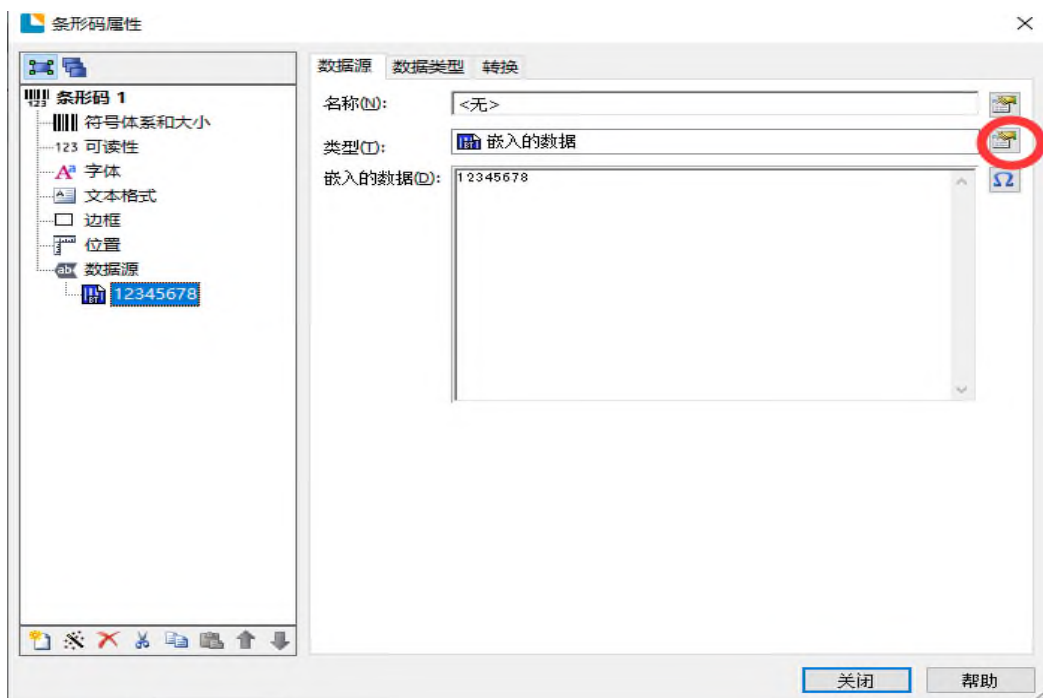 条形码属性
数据源 数据类型 转换
条形码 1
符号体系和大小
123 可读性
字体
文本格式
边框
位置
数据源
12345678
名称(N): <无>
类型(T): 嵌入的数据
嵌入的数据(D): 12345678
Ω
关闭 帮助